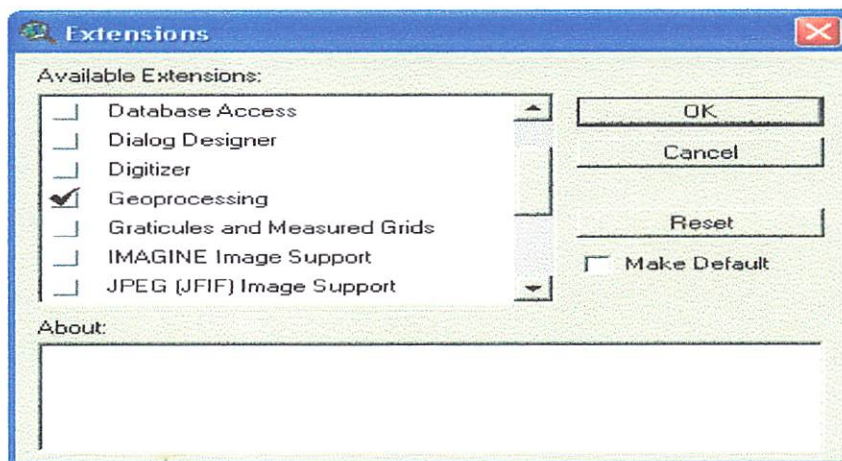 Extensions
Available Extensions:
Database Access
Dialog Designer
Digitizer
Geoprocessing
Graticules and Measured Grids
IMAGINE Image Support
JPEG (JFIF) Image Support
OK
Cancel
Reset
Make Default
About: